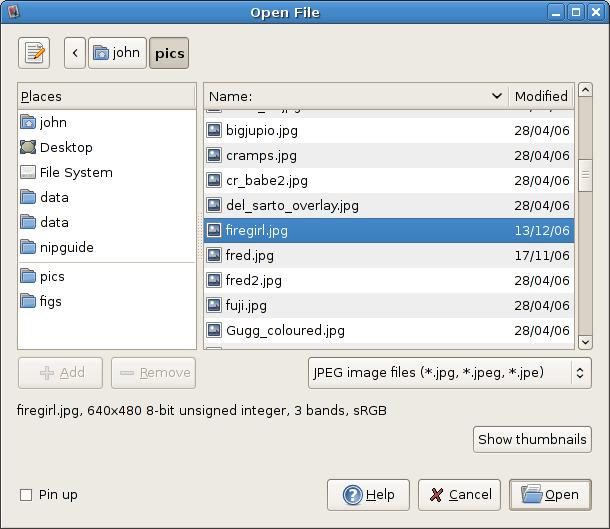 Open File
john
pics
Places
john
Desktop
File System
data
data
nipguide
pics
figs
Name:
Modified
bigjupio.jpg 28/04/06
cramps.jpg 28/04/06
cr_babe2.jpg 28/04/06
del_sarto_overlay.jpg 28/04/06
firegirl.jpg 13/12/06
fred.jpg 17/11/06
fred2.jpg 28/04/06
fuji.jpg 28/04/06
Gugg_coloured.jpg 28/04/06
Add
Remove
JPEG image files (*.jpg, *.jpeg, *.jpe)
firegirl.jpg, 640x480 8-bit unsigned integer, 3 bands, sRGB
Show thumbnails
Pin up
Help
Cancel
Open